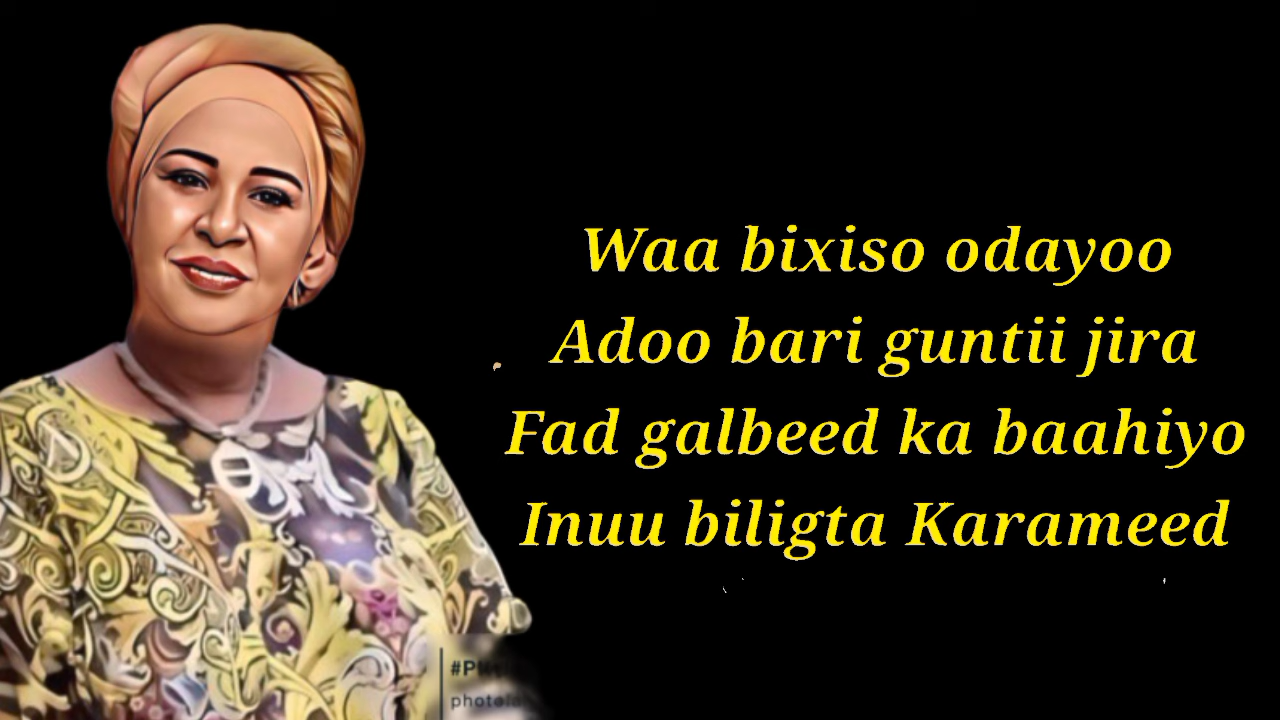 Waa bixiso odayoo
Adoo bari guntii jira
Fad galbeed ka baahiyo
Inuu biligta Karameed